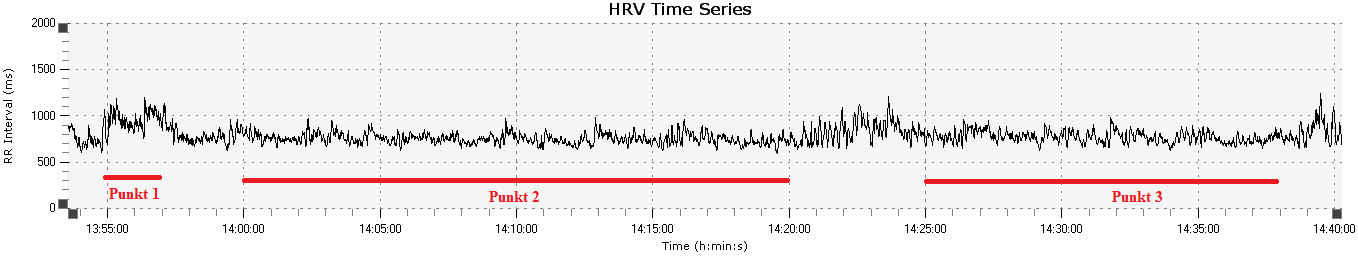 HRV Time Series
RR Interval (ms)
2000
1500
1000
500
0
Punkt 1
Punkt 2
Punkt 3
13:55:00 14:00:00 14:05:00 14:10:00 14:15:00 14:20:00 14:25:00 14:30:00 14:35:00 14:40:00
Time (h:min:s)